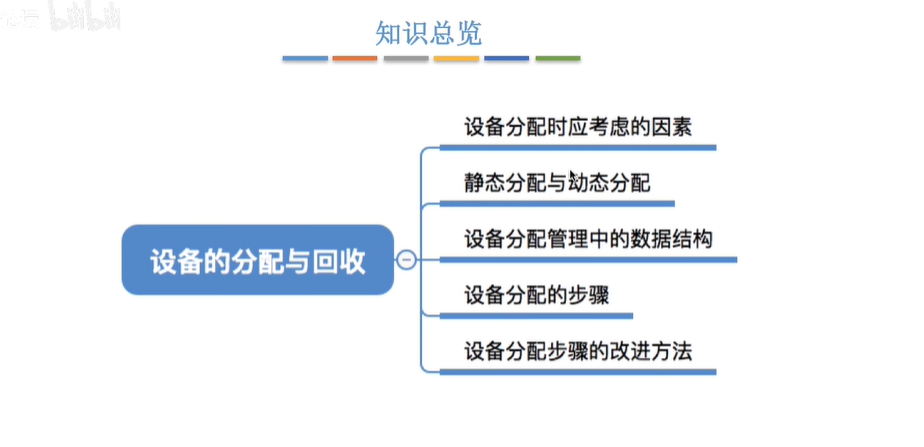 bilibili
知识总览
设备分配时应考虑的因素
静态分配与动态分配
设备分配管理中的数据结构
设备的分配与回收
设备分配的步骤
设备分配步骤的改进方法